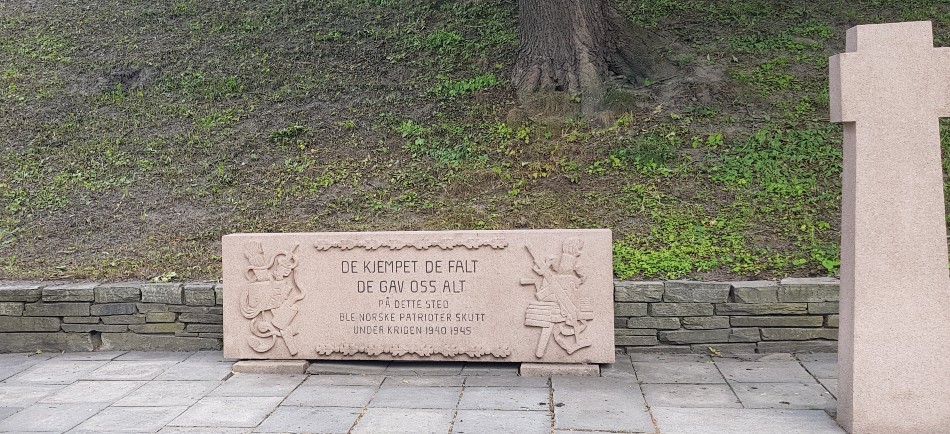 DE KJEMPET DE FALT
DE GAV OSS ALT
PÅ DETTE STED
BLE NORSKE PATRIOTER SKUTT
UNDER KRIGEN 1940 1945